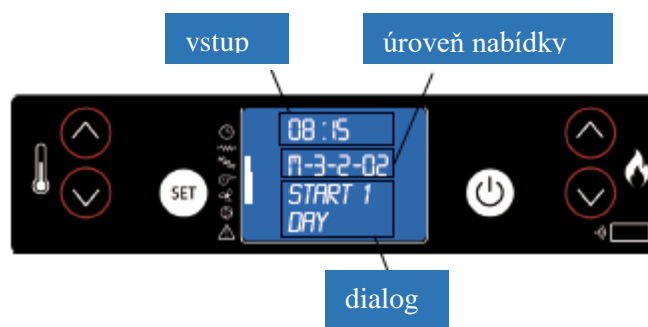 vstup
úroveň nabídky
08:15
M-3-2-02
START 1
DAY
SET
dialog